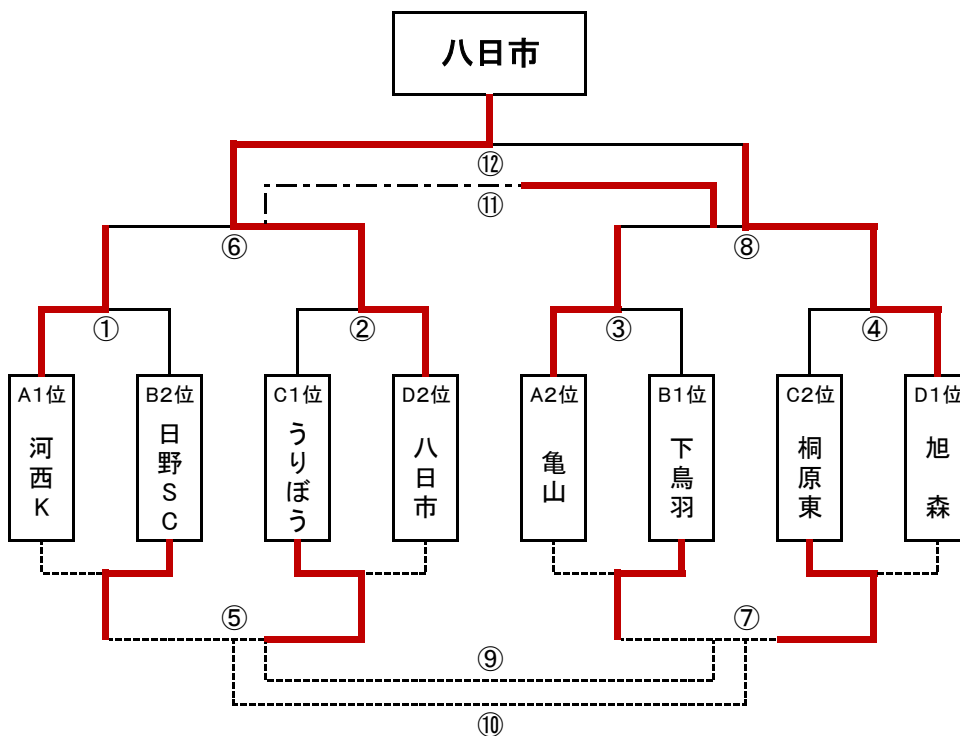 八日市
⑫
⑪
⑥
⑧
①
②
③
④
A1位
河西K
B2位
日野SC
C1位
うりぼう
D2位
八日市
A2位
亀山
B1位
下鳥羽
C2位
桐原東
D1位
旭森
⑤
⑦
⑨
⑩